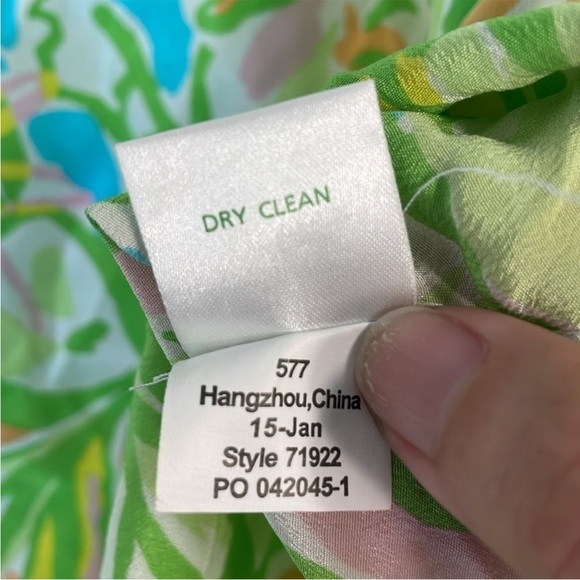 DRY CLEAN
577
Hangzhou,China
15-Jan
Style 71922
PO 042045-1